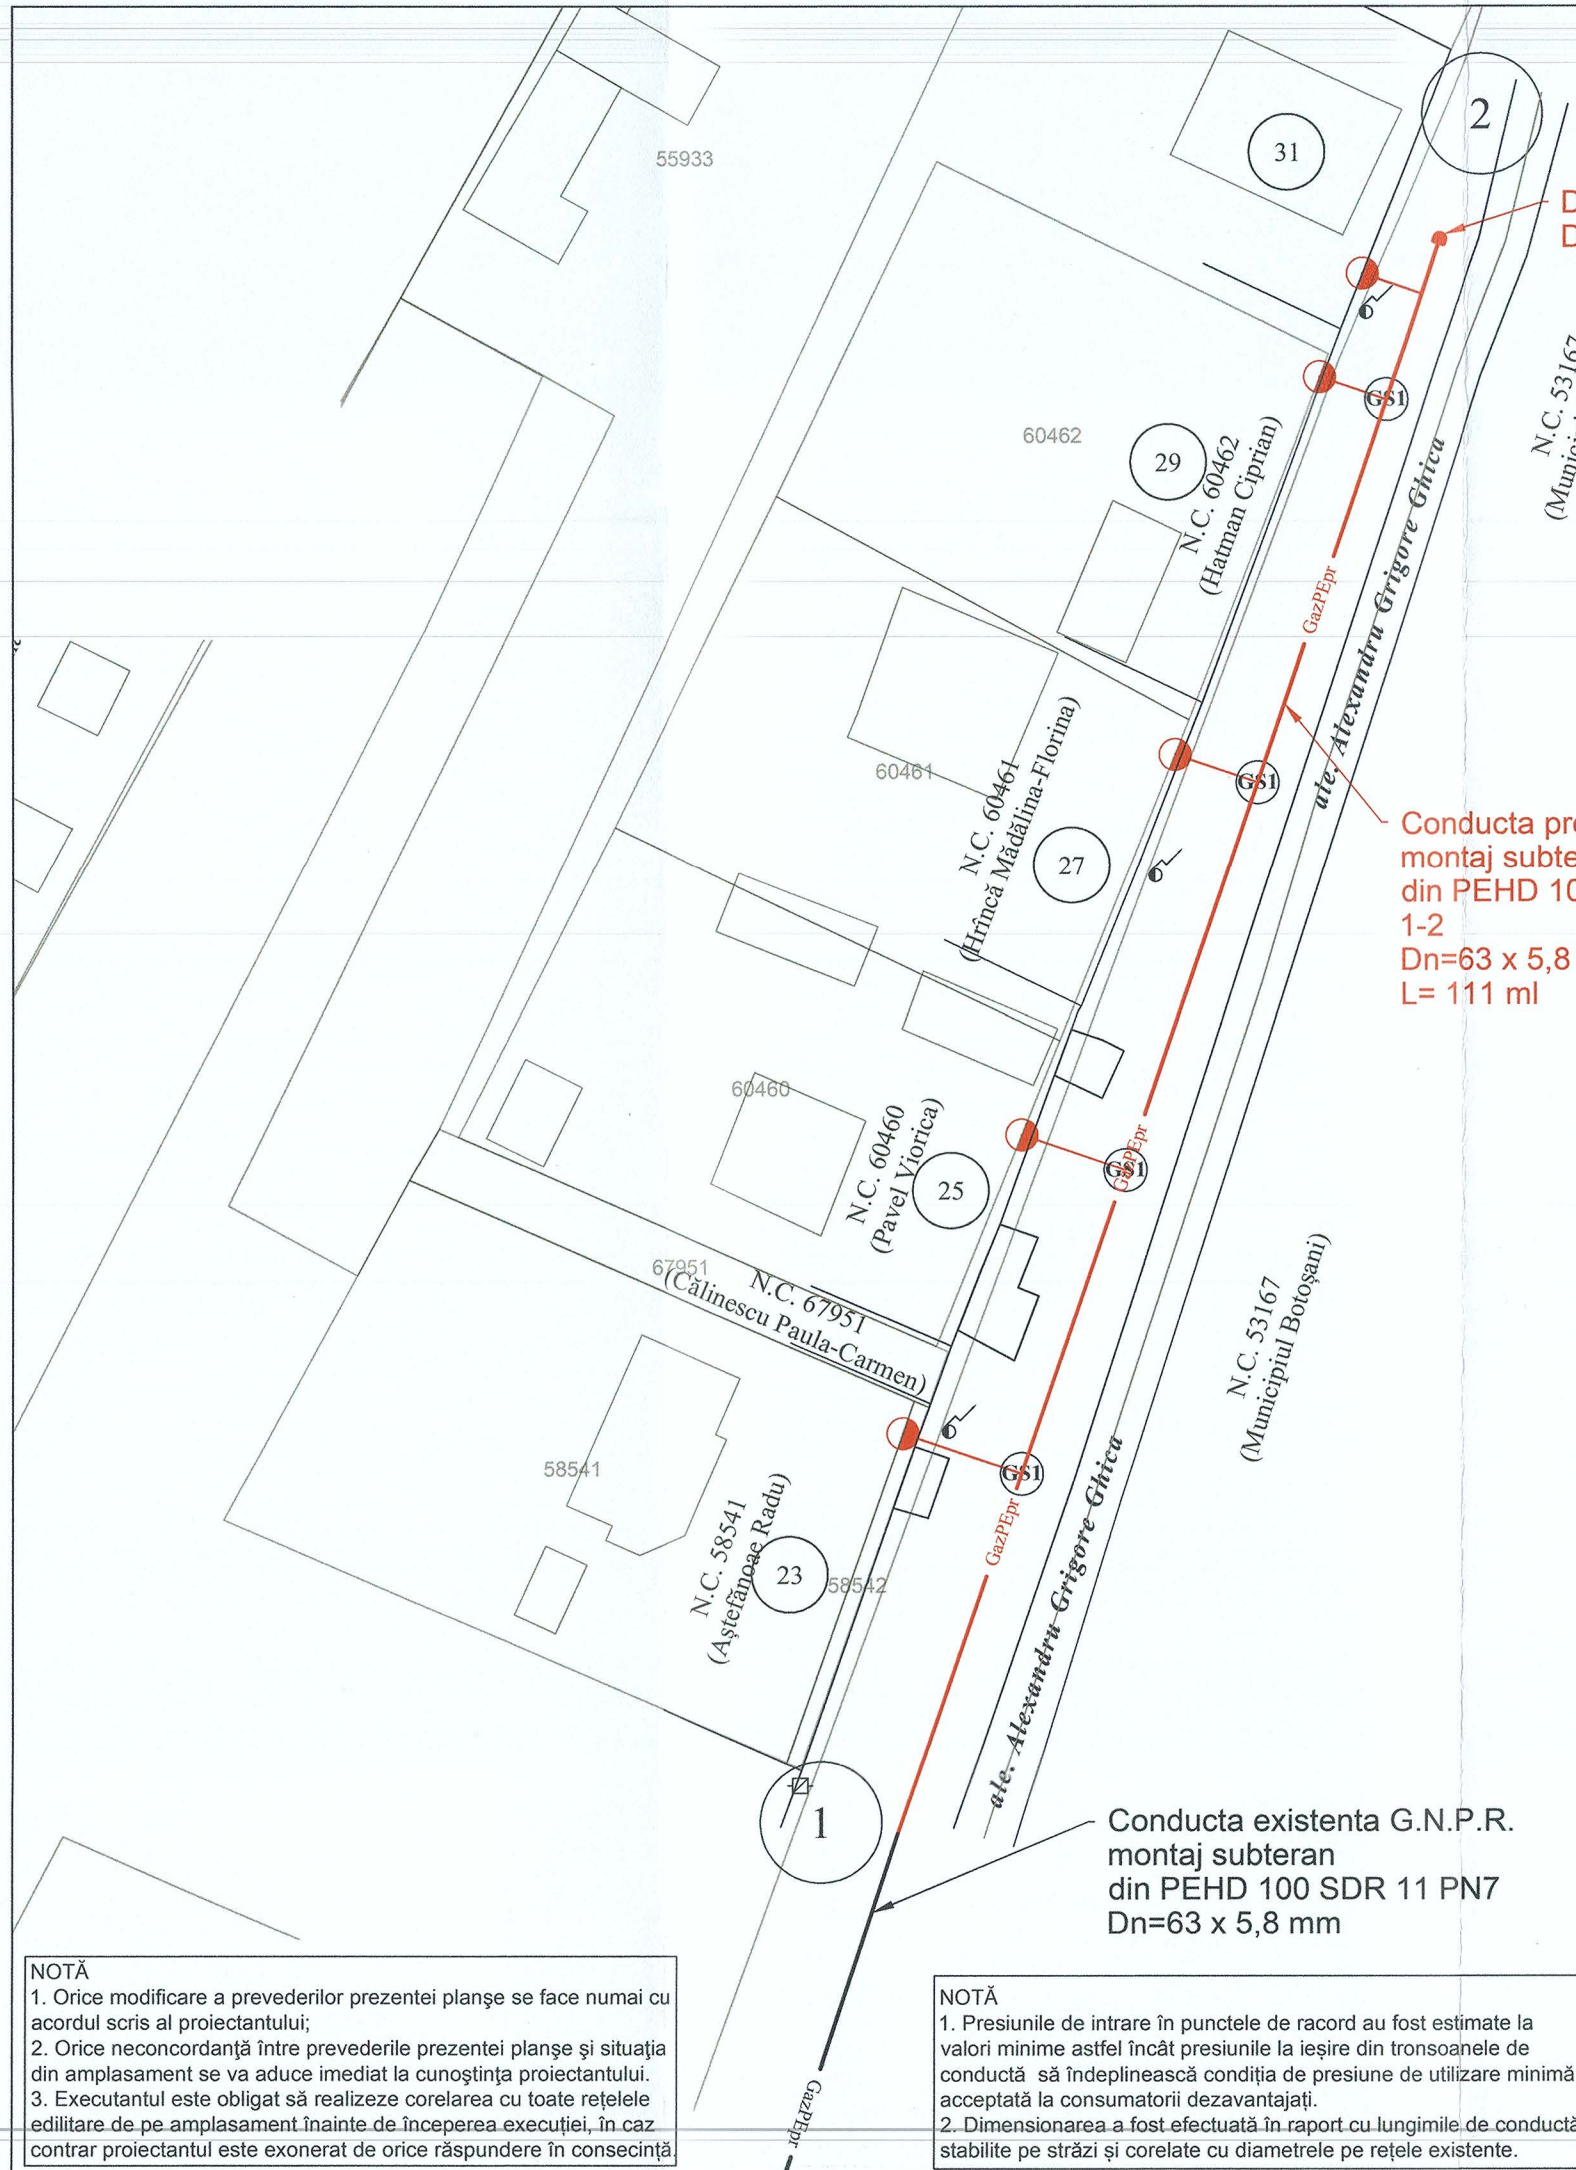 2
31
55933
D
D
N.C. 53167
60462
29
N.C. 60462
(Hatman Ciprian)
GS1
GazPEpr
ale. Alexandru Grigore Ghica
60461
N.C. 60461
(Hrîncă Mădălina-Florina)
27
GS1
Conducta pr
montaj subte
din PEHD 10
1-2
Dn=63 x 5,8
L= 111 ml
60460
N.C. 60460
(Pavel Viorica)
25
GS1
GazPEpr
67951
N.C. 67951
(Călinescu Paula-Carmen)
N.C. 53167
(Municipiul Botoşani)
58541
N.C. 58541
(Aştefănoae Radu)
23
58542
GS1
GazPEpr
ale. Alexandru Grigore Ghica
1
Conducta existenta G.N.P.R.
montaj subteran
din PEHD 100 SDR 11 PN7
Dn=63 x 5,8 mm
GazPEpr
NOTĂ
1. Orice modificare a prevederilor prezentei planşe se face numai cu
acordul scris al proiectantului;
2. Orice neconcordanţă între prevederile prezentei planşe şi situaţia
din amplasament se va aduce imediat la cunoştinţa proiectantului.
3. Executantul este obligat să realizeze corelarea cu toate reţelele
edilitare de pe amplasament înainte de începerea execuţiei, în caz
contrar proiectantul este exonerat de orice răspundere în consecinţă.
NOTĂ
1. Presiunile de intrare în punctele de racord au fost estimate la
valori minime astfel încât presiunile la ieşire din tronsoanele de
conductă să îndeplinească condiţia de presiune de utilizare minimă
acceptată la consumatorii dezavantajaţi.
2. Dimensionarea a fost efectuată în raport cu lungimile de conductă
stabilite pe străzi şi corelate cu diametrele pe reţele existente.